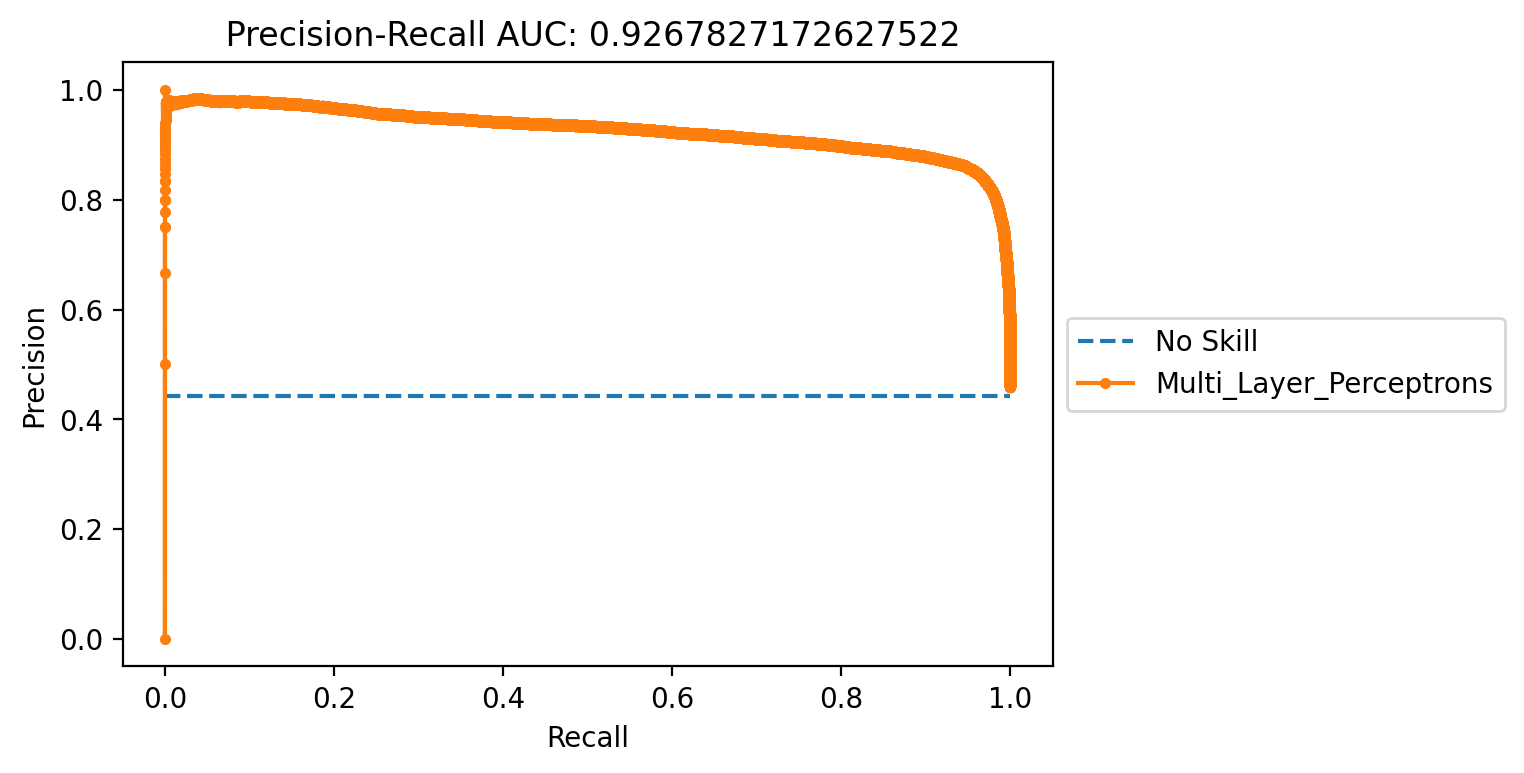 Precision-Recall AUC: 0.9267827172627522
1.0
0.8
0.6
0.4
0.2
0.0
Precision
0.0 0.2 0.4 0.6 0.8 1.0
Recall
No Skill
Multi_Layer_Perceptrons